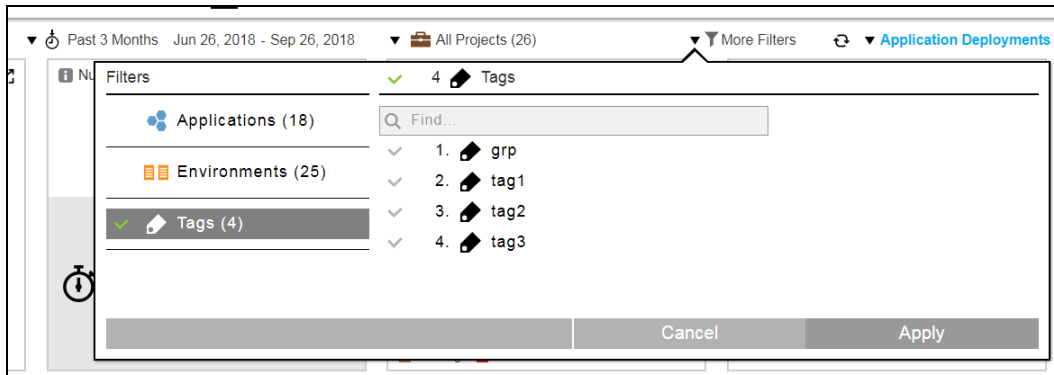 Past 3 Months Jun 26, 2018 - Sep 26, 2018 All Projects (26) More Filters Application Deployments
Nu
Filters 4 Tags
Applications (18)
Find...
Environments (25)
Tags (4)
1. grp
2. tag1
3. tag2
4. tag3
Cancel Apply